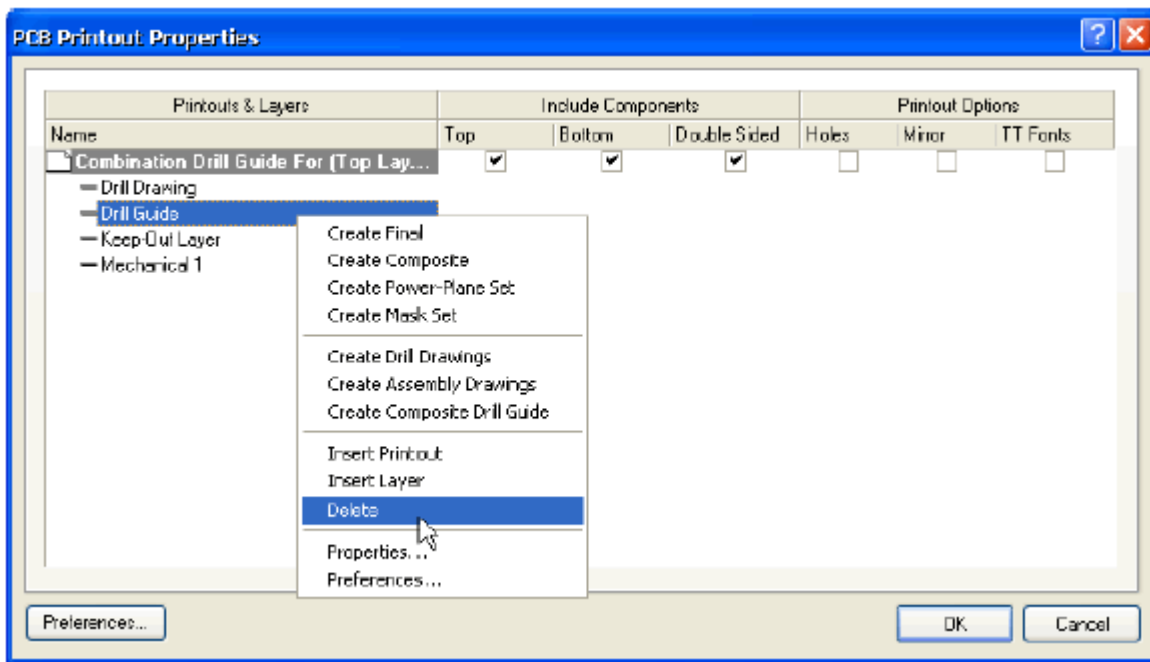 PCB Printout Properties
Printouts & Layers Include Components Printout Options
Name Top Bottom Double Sided Holes Mirror TT Fonts
Combination Drill Guide For (Top Lay...
Drill Drawing
Drill Guide
Keep-Out Layer
Mechanical 1
Create Final
Create Composite
Create Power-Plane Set
Create Mask Set
Create Drill Drawings
Create Assembly Drawings
Create Composite Drill Guide
Insert Printout
Insert Layer
Delete
Properties...
Preferences...
Preferences... OK Cancel